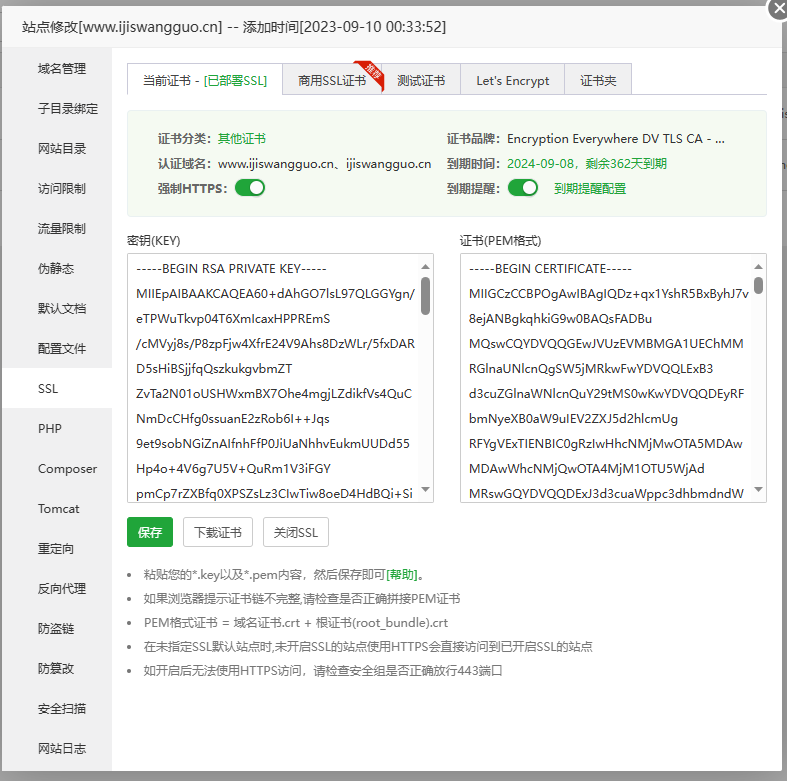 站点修改[www.ijiswangguo.cn] -- 添加时间[2023-09-10 00:33:52]
域名管理
子目录绑定
网站目录
访问限制
流量限制
伪静态
默认文档
配置文件
SSL
PHP
Composer
Tomcat
重定向
反向代理
防盗链
防篡改
安全扫描
网站日志
当前证书 - [已部署SSL]
商用SSL证书
推荐
测试证书
Let's Encrypt
证书夹
证书分类：其他证书
证书品牌：Encryption Everywhere DV TLS CA - ...
认证域名：www.ijiswangguo.cn、ijiswangguo.cn
到期时间：2024-09-08，剩余362天到期
强制HTTPS：
到期提醒：
到期提醒配置
密钥(KEY)
-----BEGIN RSA PRIVATE KEY-----
MIIEpAIBAAKCAQEA60+dAhGO7lsL97QLGGYgn/
eTPWuTkvp04T6XmIcaxHPPREmS
/cMVyj8s/P8zpFjw4XfrE24V9Ahs8DzWLr/5fxDAR
D5sHiBSjjfqQszkukgvbmZT
ZvTa2N01oUSHWxmBX7Ohe4mgjLZdikfVs4QuC
NmDcCHfg0ssuanE2zRob6I++Jqs
9et9sobNGiZnAIfnhFfP0JiUaNhhvEukmUUDd55
Hp4o+4V6g7U5V+QuRm1V3iFGY
pmCp7rZXBfq0XPSZsLz3CIwTiw8oeD4HdBQi+Si
证书(PEM格式)
-----BEGIN CERTIFICATE-----
MIIGCzCCBPOgAwIBAgIQDz+qx1YshR5BxByhJ7v
8ejANBgkqhkiG9w0BAQsFADBu
MQswCQYDVQQGEwJVUzEVMBMGA1UEChMM
RGlnaUNlcnQgSW5jMRkwFwYDVQQLExB3
d3cuZGlnaWNlcnQuY29tMS0wKwYDVQQDEyRF
bmNyeXB0aW9uIEV2ZXJ5d2hlcmUg
RFYgVExTIENBIC0gRzIwHhcNMjMwOTA5MDAw
MDAwWhcNMjQwOTA4MjM1OTU5WjAd
MRswGQYDVQQDExJ3d3cuaWppc3dhbmdndW
保存
下载证书
关闭SSL
粘贴您的*.key以及*.pem内容，然后保存即可[帮助]。
如果浏览器提示证书链不完整,请检查是否正确拼接PEM证书
PEM格式证书 = 域名证书.crt + 根证书(root_bundle).crt
在未指定SSL默认站点时,未开启SSL的站点使用HTTPS会直接访问到已开启SSL的站点
如开启后无法使用HTTPS访问，请检查安全组是否正确放行443端口